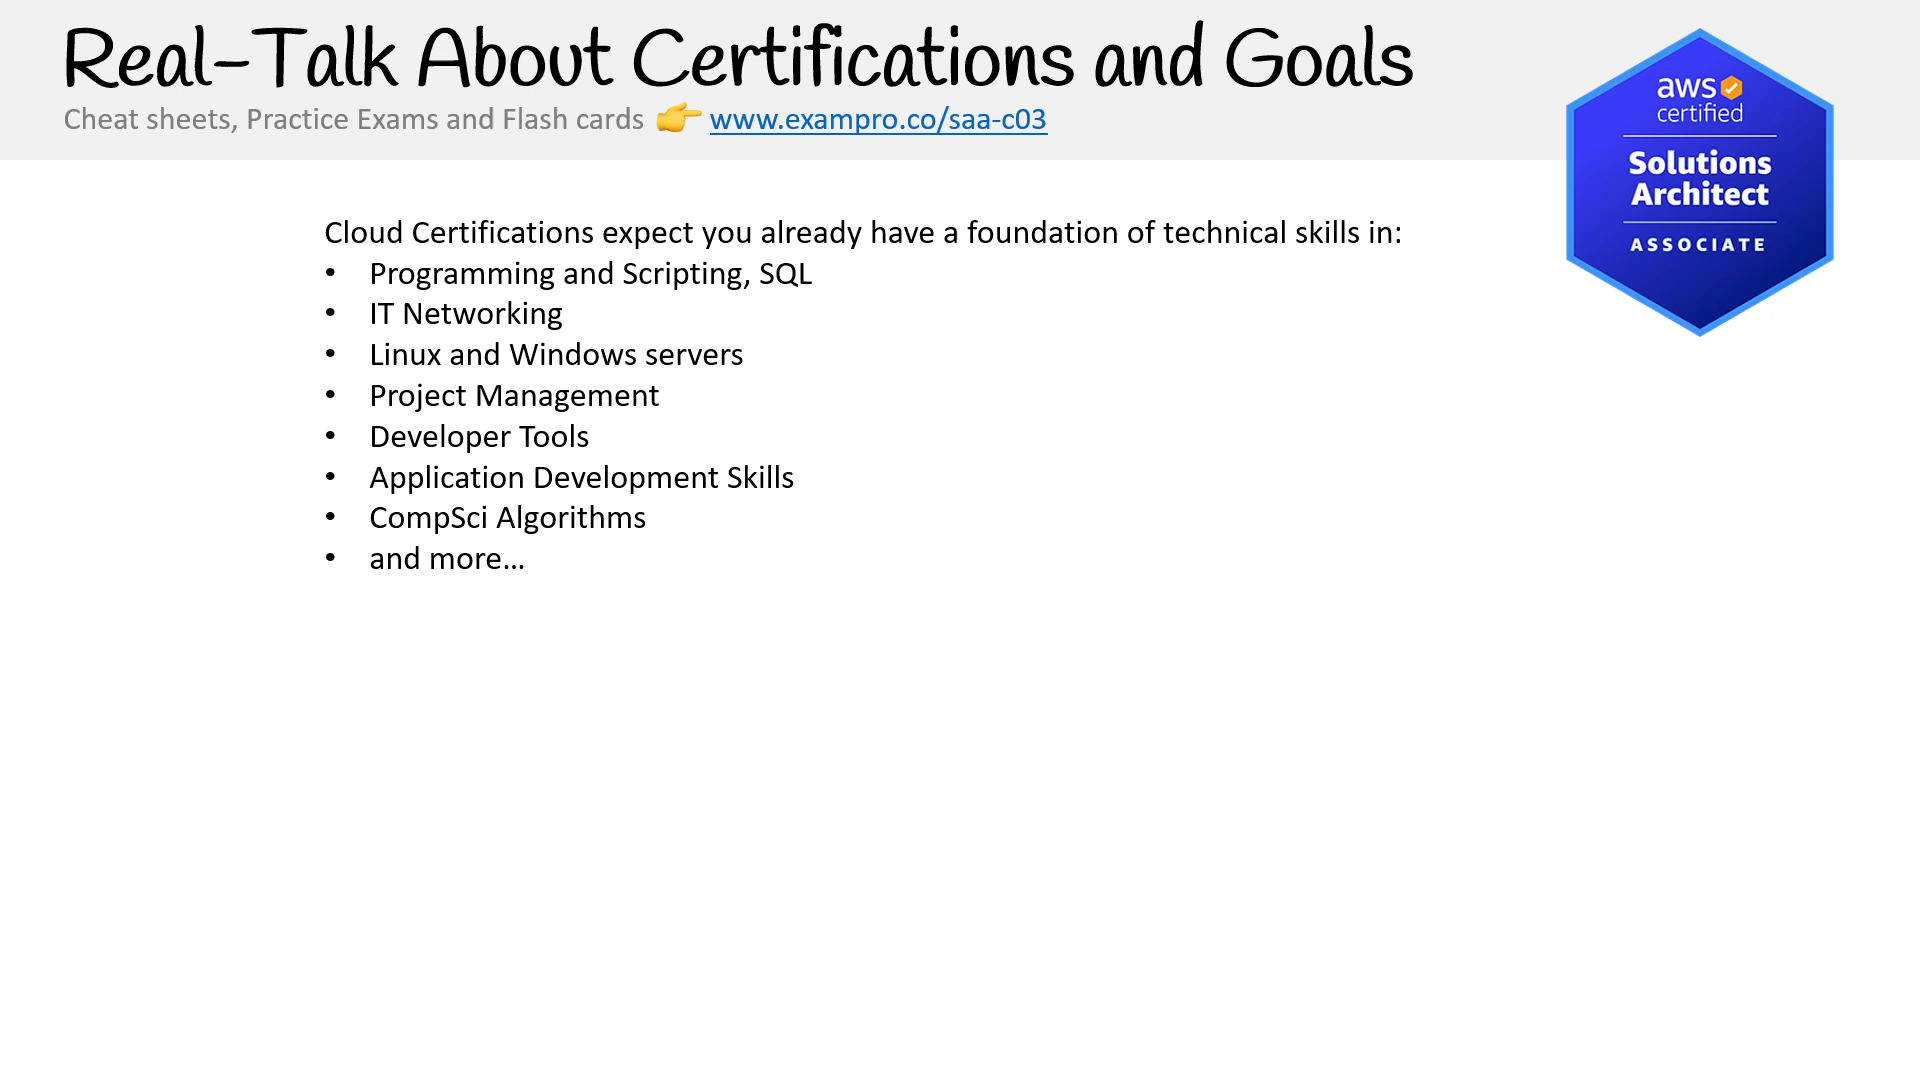 Real-Talk About Certifications and Goals
Cheat sheets, Practice Exams and Flash cards 👉 www.exampro.co/saa-c03
aws
certified
Solutions
Architect
ASSOCIATE
Cloud Certifications expect you already have a foundation of technical skills in:
• Programming and Scripting, SQL
• IT Networking
• Linux and Windows servers
• Project Management
• Developer Tools
• Application Development Skills
• CompSci Algorithms
• and more...